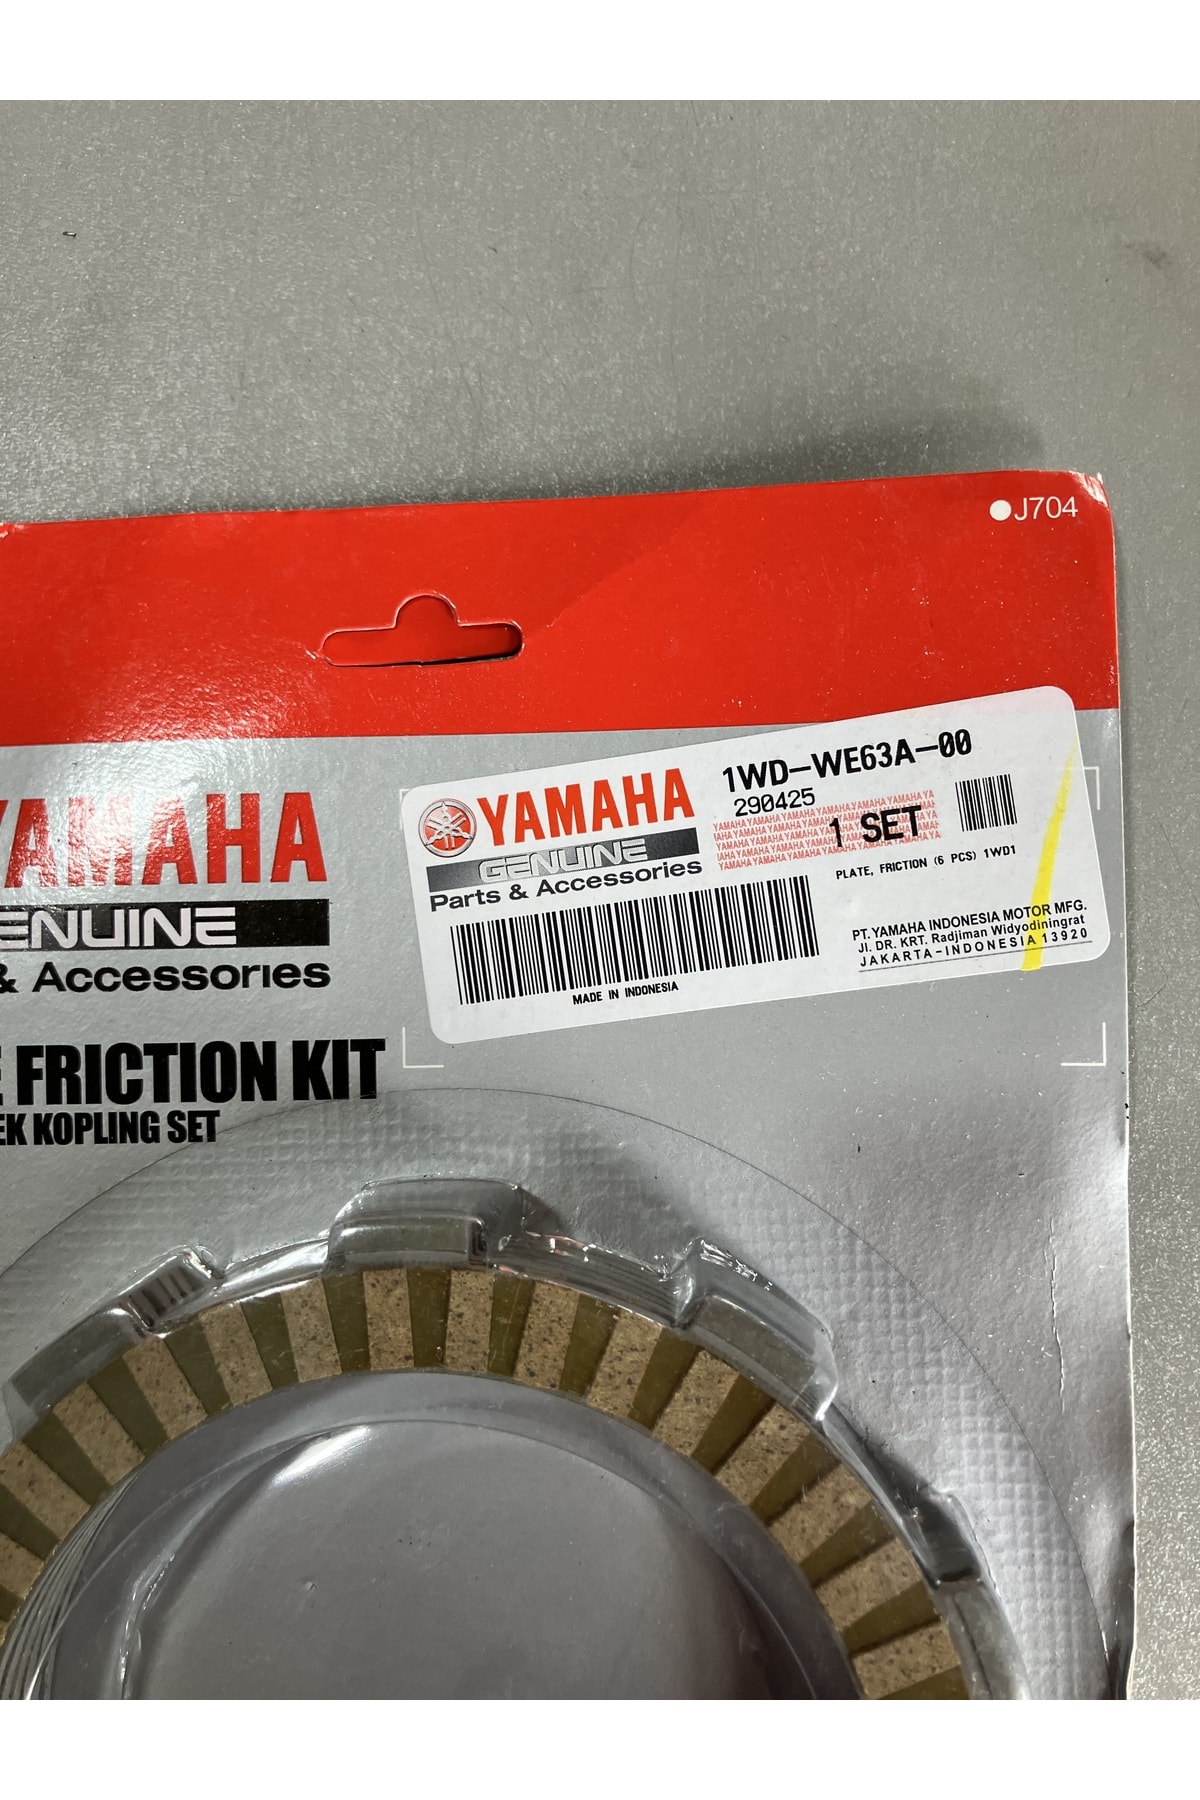 J704
YAMAHA
GENUINE
Parts & Accessories
1WD-WE63A-00
290425
1 SET
PLATE, FRICTION (6 PCS) 1WD1
PT. YAMAHA INDONESIA MOTOR MFG.
Jl. DR. KRT. Radjiman Widyodiningrat
JAKARTA-INDONESIA 13920
MADE IN INDONESIA
YAMAHA
ENUINE
& Accessories
E FRICTION KIT
EK KOPLING SET